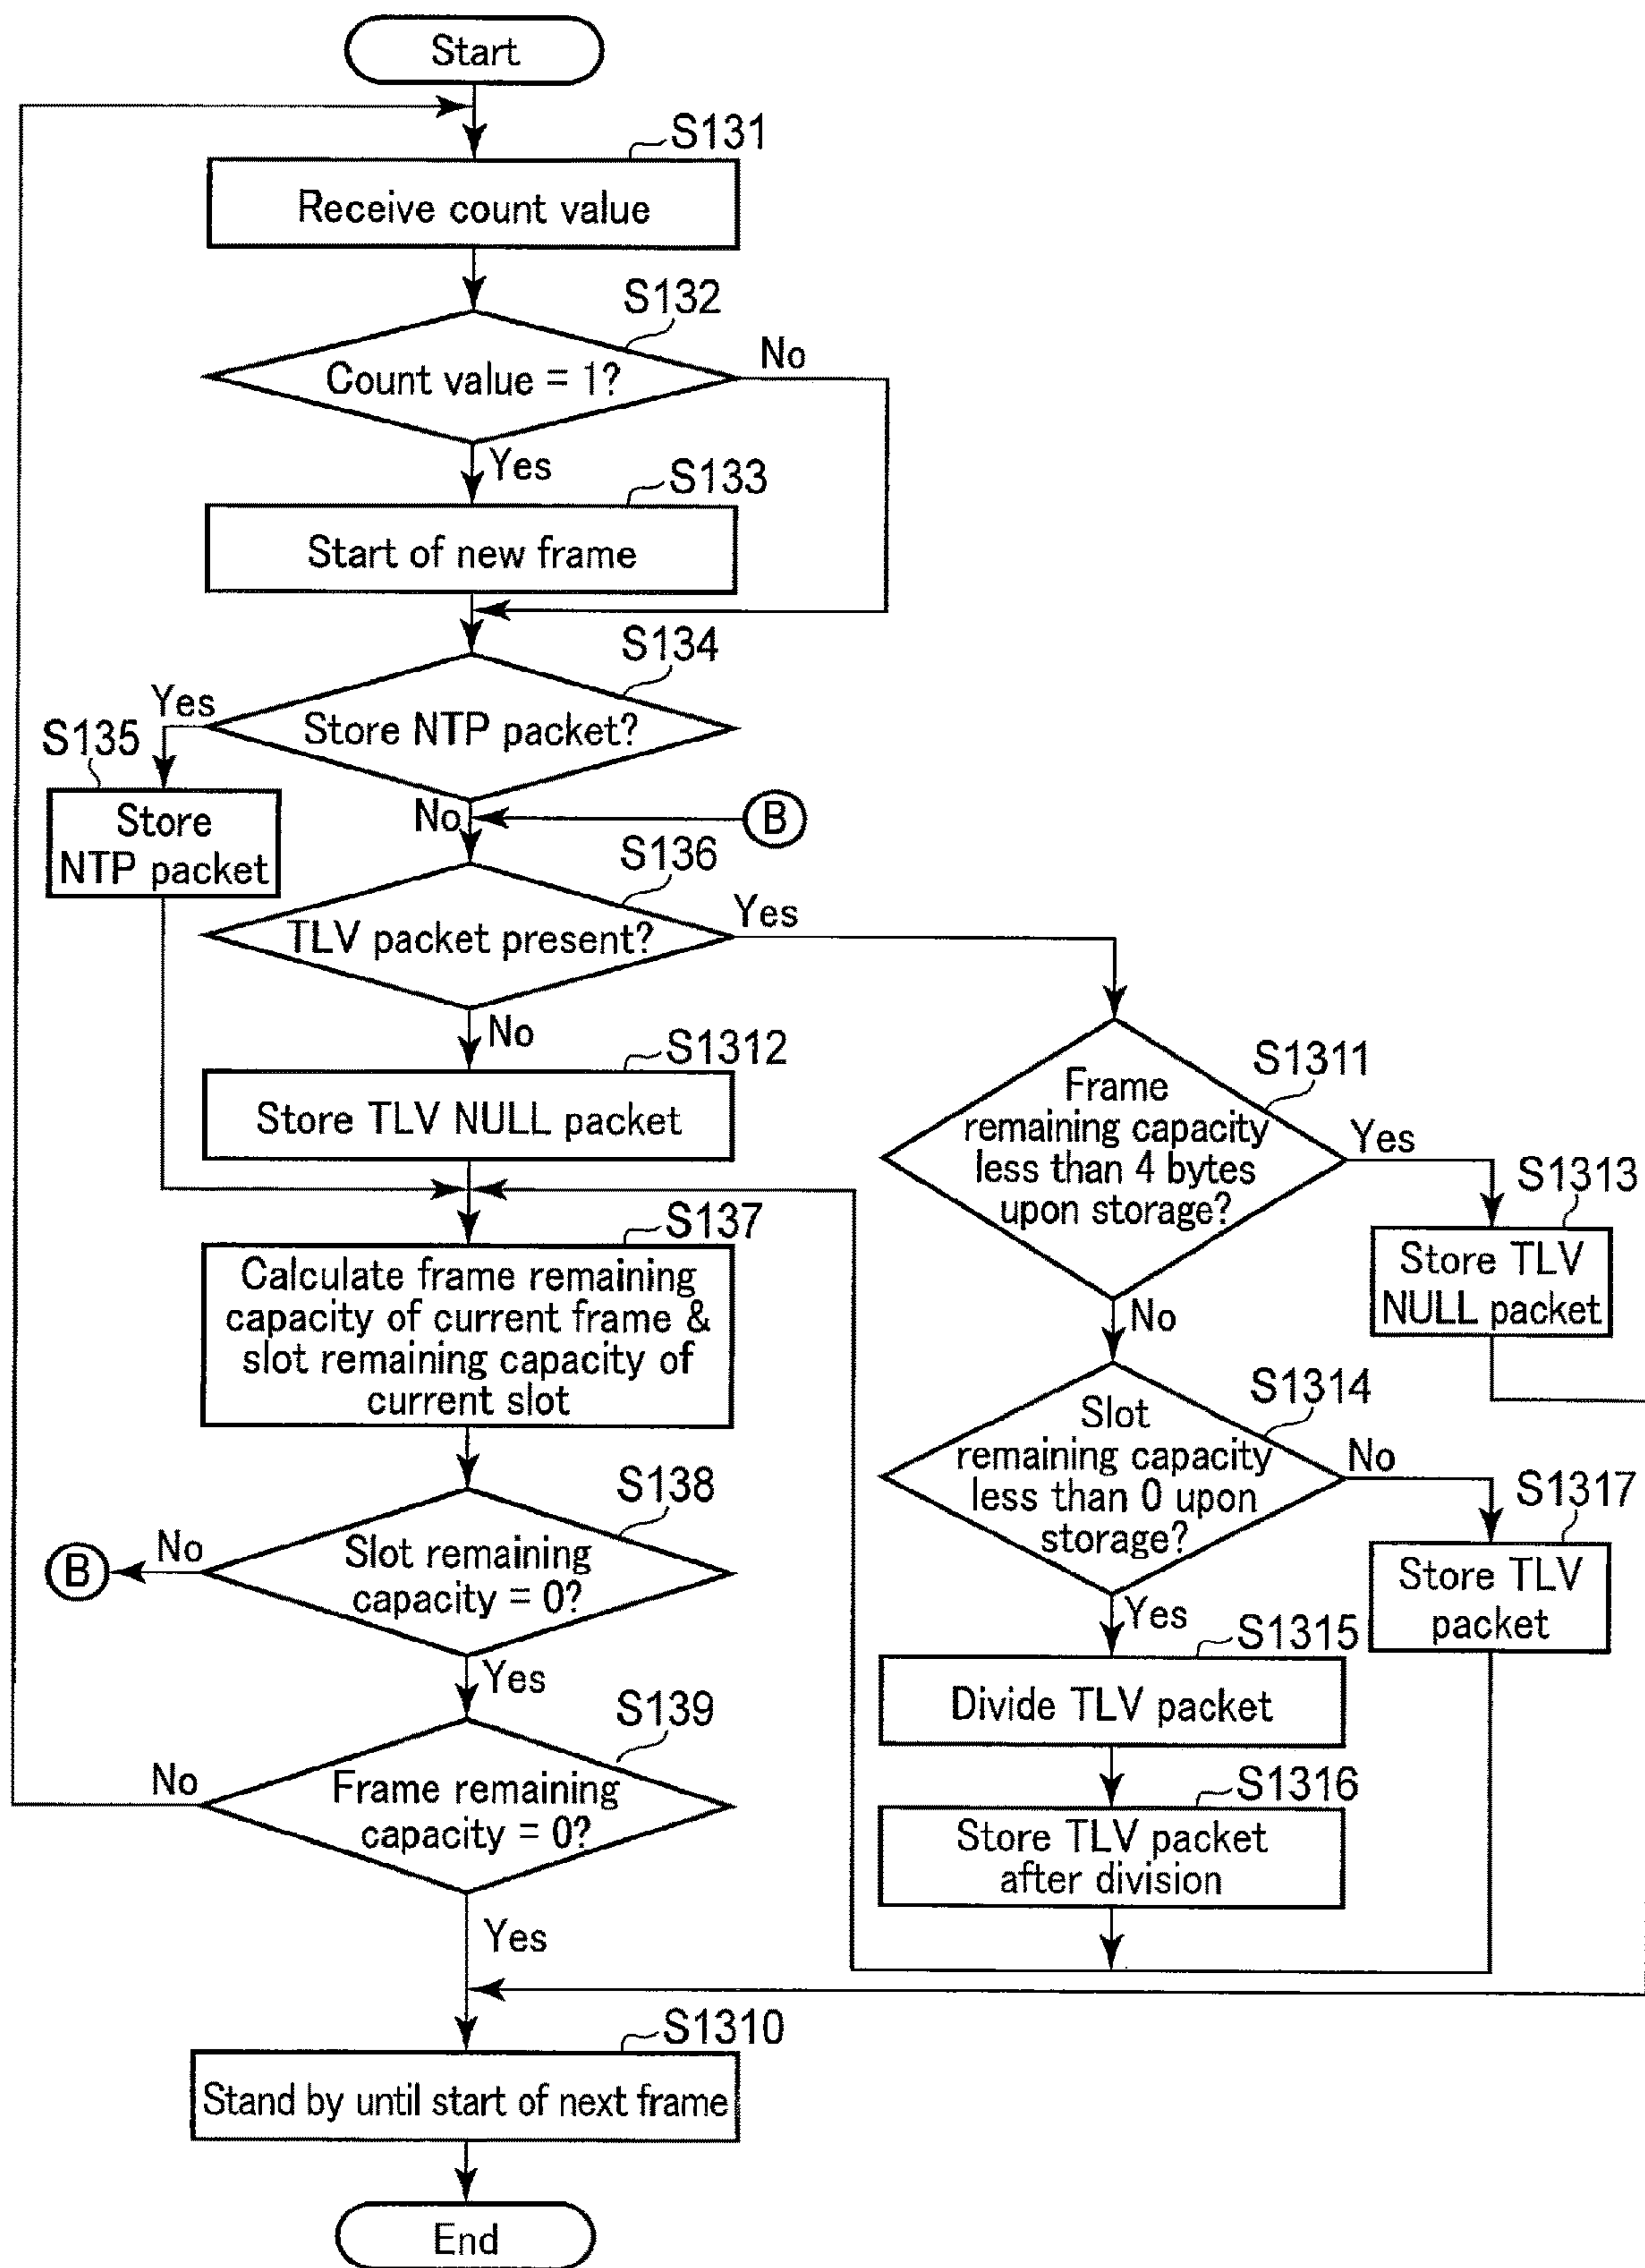 Start
S131
Receive count value
S132
Count value = 1?
No
Yes
S133
Start of new frame
S134
Store NTP packet?
Yes
S135
Store
NTP packet
No
B
S136
TLV packet present?
Yes
No
S1312
Store TLV NULL packet
S137
Calculate frame remaining
capacity of current frame &
slot remaining capacity of
current slot
S138
Slot remaining
capacity = 0?
No
B
Yes
S139
Frame remaining
capacity = 0?
No
Yes
S1310
Stand by until start of next frame
End
S1311
Frame
remaining capacity
less than 4 bytes
upon storage?
Yes
S1313
Store TLV
NULL packet
No
S1314
Slot
remaining capacity
less than 0 upon
storage?
No
S1317
Store TLV
packet
Yes
S1315
Divide TLV packet
S1316
Store TLV packet
after division